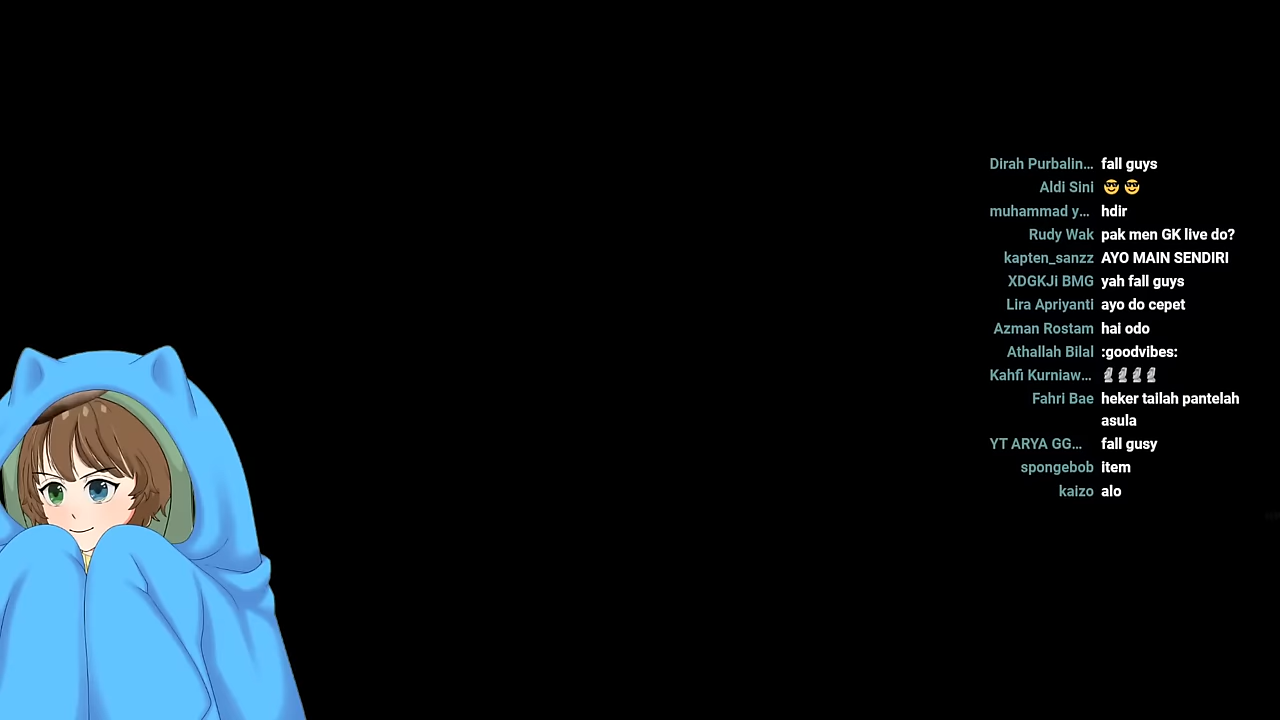 Dirah Purbalin... fall guys
Aldi Sini 😎 😎
muhammad y... hdir
Rudy Wak pak men GK live do?
kapten_sanzz AYO MAIN SENDIRI
XDGKJi BMG yah fall guys
Lira Apriyanti ayo do cepet
Azman Rostam hai odo
Athallah Bilal :goodvibes:
Kahfi Kurniaw... 🗿🗿🗿🗿
Fahri Bae heker tailah pantelah
asula
YT ARYA GG... fall gusy
spongebob item
kaizo alo